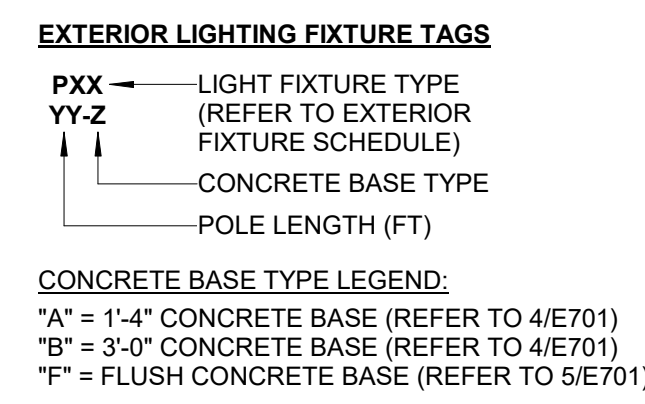 EXTERIOR LIGHTING FIXTURE TAGS
PXX LIGHT FIXTURE TYPE
YY-Z (REFER TO EXTERIOR
FIXTURE SCHEDULE)
CONCRETE BASE TYPE
POLE LENGTH (FT)
CONCRETE BASE TYPE LEGEND:
"A" = 1'-4" CONCRETE BASE (REFER TO 4/E701)
"B" = 3'-0" CONCRETE BASE (REFER TO 4/E701)
"F" = FLUSH CONCRETE BASE (REFER TO 5/E701)